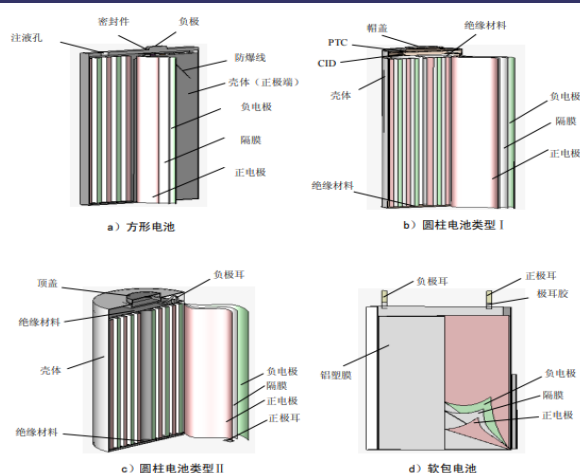 密封件
负极
注液孔
防爆线
壳体（正极端）
负电极
隔膜
正电极
a）方形电池
帽盖
绝缘材料
PTC
CID
壳体
负电极
隔膜
正电极
绝缘材料
b）圆柱电池类型Ⅰ
顶盖
负极耳
绝缘材料
壳体
负电极
隔膜
正电极
正极耳
绝缘材料
c）圆柱电池类型Ⅱ
负极耳
正极耳
极耳胶
铝塑膜
负电极
隔膜
正电极
d）软包电池